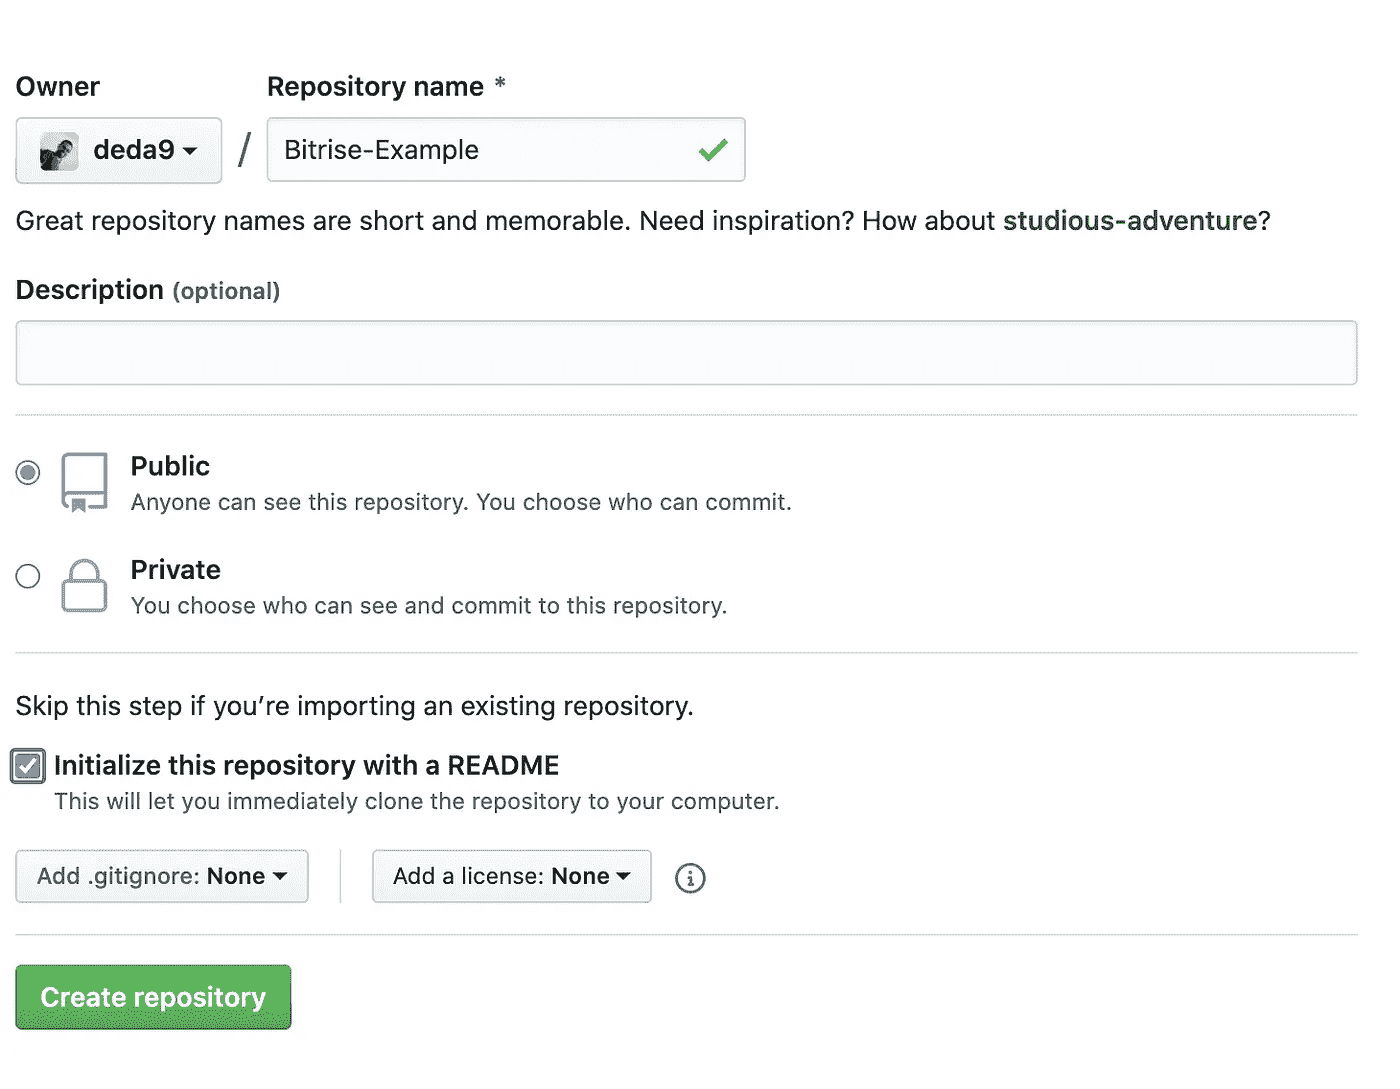 Owner
Repository name *
deda9 / Bitrise-Example
Great repository names are short and memorable. Need inspiration? How about studious-adventure?
Description (optional)
Public
Anyone can see this repository. You choose who can commit.
Private
You choose who can see and commit to this repository.
Skip this step if you’re importing an existing repository.
Initialize this repository with a README
This will let you immediately clone the repository to your computer.
Add .gitignore: None
Add a license: None
Create repository